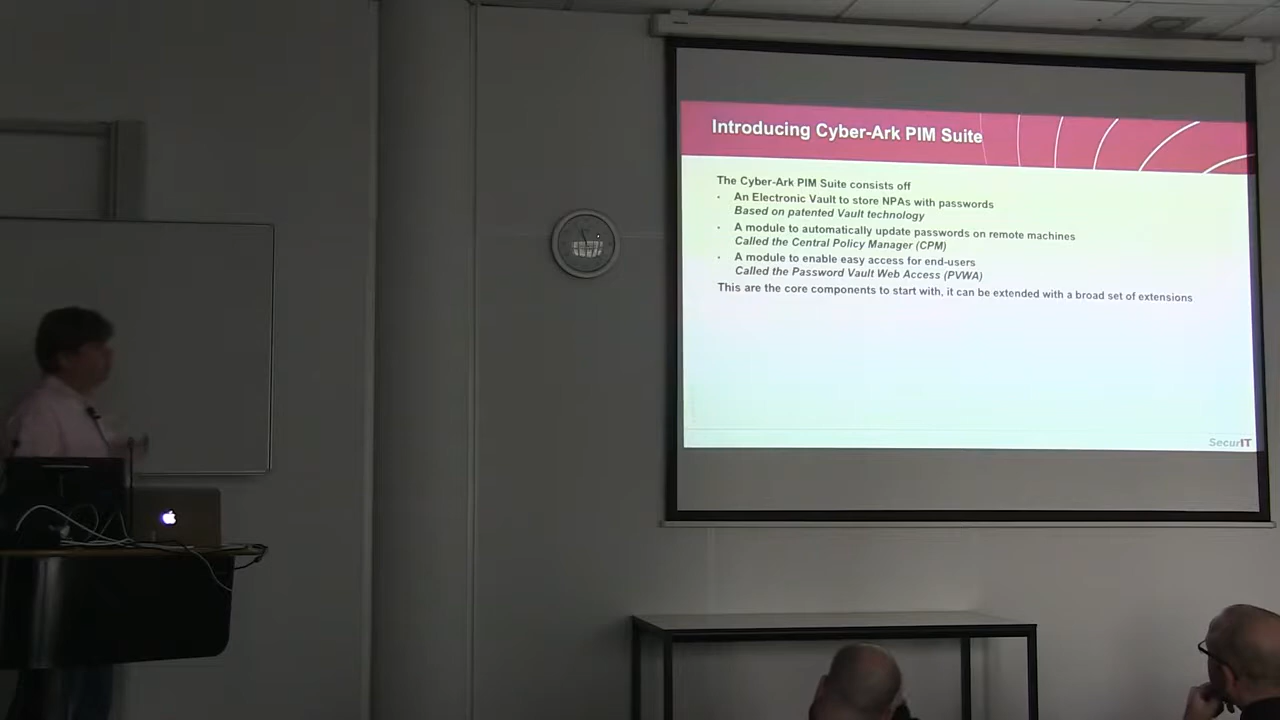 Introducing Cyber-Ark PIM Suite
The Cyber-Ark PIM Suite consists off
· An Electronic Vault to store NPAs with passwords
Based on patented Vault technology
· A module to automatically update passwords on remote machines
Called the Central Policy Manager (CPM)
· A module to enable easy access for end-users
Called the Password Vault Web Access (PVWA)
This are the core components to start with, it can be extended with a broad set of extensions
SecurIT